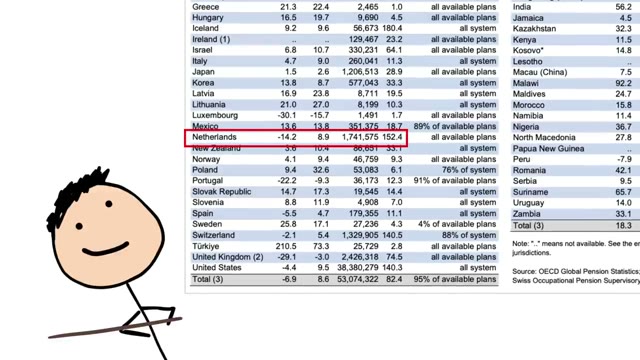 Greece 21.3 22.4 2,465 1.0 all available plans
Hungary 16.5 19.7 9,690 4.5 all available plans
Iceland 9.2 9.6 56,673 180.4 all system
Ireland (1) .. .. 129,467 23.2 all available plans
Israel 6.8 10.7 330,231 64.1 all available plans
Italy 4.7 9.0 260,041 11.3 all system
Japan 1.5 2.6 1,206,513 28.9 all available plans
Korea 13.8 8.7 577,043 33.3 all system
Latvia 16.9 23.8 8,711 19.5 all system
Lithuania 21.0 27.0 8,199 10.3 all system
Luxembourg -30.1 -15.7 1,491 1.7 all available plans
Mexico 13.6 13.8 351,375 18.7 89% of available plans
Netherlands -14.2 8.9 1,741,575 152.4 all available plans
New Zealand 3.6 10.4 86,651 33.1 all system
Norway 4.1 9.4 46,759 9.3 all available plans
Poland 9.4 32.6 53,083 6.1 76% of system
Portugal -22.2 -9.3 36,173 12.3 91% of available plans
Slovak Republic 14.7 17.3 19,545 14.4 all system
Slovenia 8.8 11.9 4,908 7.0 all system
Spain -5.5 4.7 179,355 11.1 all system
Sweden 25.8 17.1 27,236 4.3 4% of available plans
Switzerland -2.1 5.4 1,329,905 140.5 88% of system
Türkiye 210.5 73.3 25,729 2.8 all available plans
United Kingdom (2) -29.1 -3.0 2,426,318 74.5 all available plans
United States -4.4 9.5 38,380,279 140.3 all system
Total (3) -6.9 8.6 53,074,322 82.4 95% of available plans
India 56.2
Jamaica 4.5
Kazakhstan 32.3
Kenya 11.5
Kosovo* 14.8
Lesotho ..
Macau (China) 7.5
Malawi 92.2
Maldives 24.7
Morocco 15.8
Namibia 11.4
Nigeria 36.7
North Macedonia 27.8
Papua New Guinea ..
Peru -7.9
Romania 42.1
Serbia 9.5
Suriname 65.7
Uruguay 14.0
Zambia 33.1
Total (3) 18.3
Note: ".." means not available. See the
jurisdictions.
Source: OECD Global Pension Statistics;
Swiss Occupational Pension Supervisory